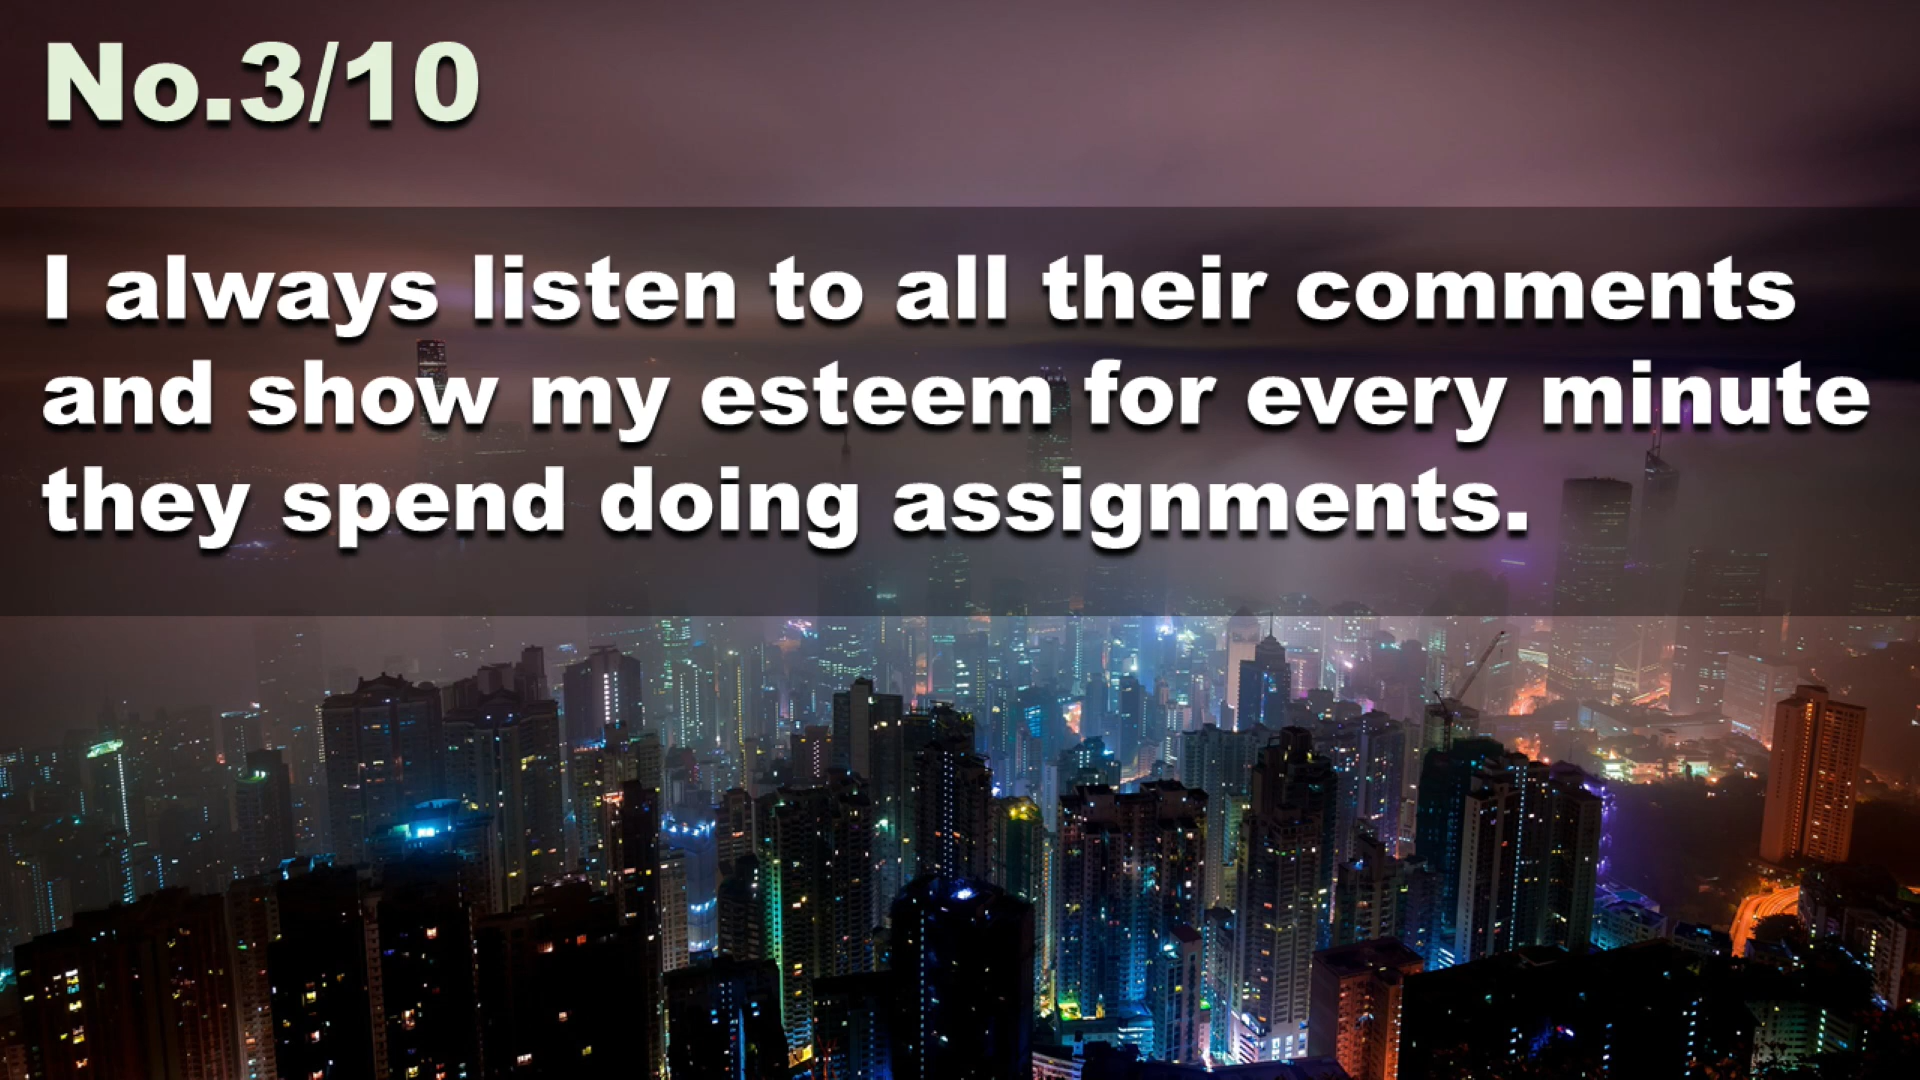 No.3/10
I always listen to all their comments
and show my esteem for every minute
they spend doing assignments.